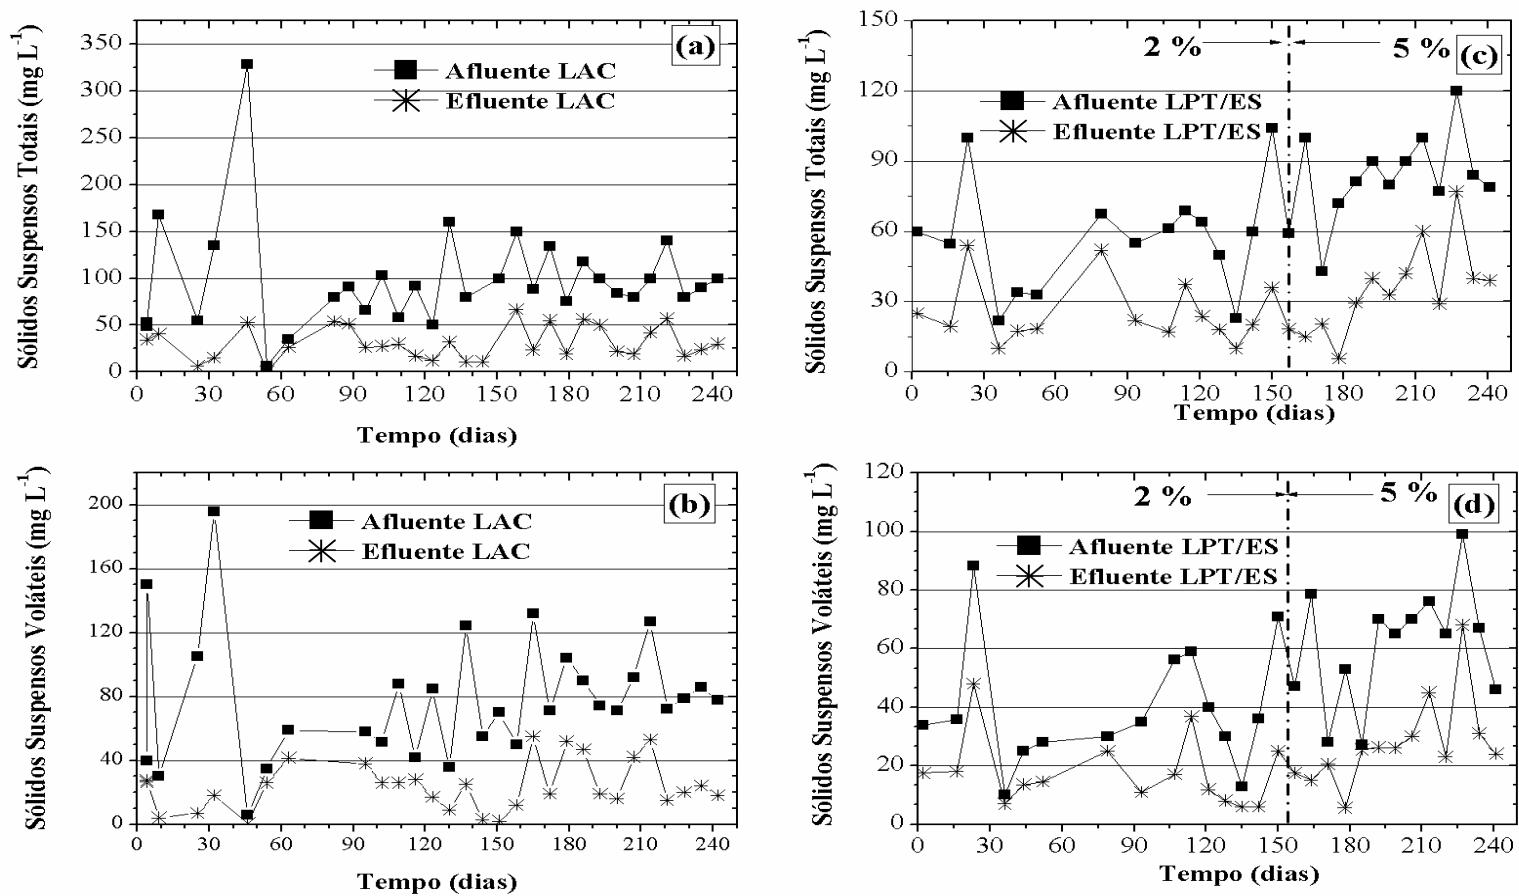 (a)
Afluente LAC
Efluente LAC
Sólidos Suspensos Totais (mg L-1)
350
300
250
200
150
100
50
0
0 30 60 90 120 150 180 210 240
Tempo (dias)
(c)
2 % 5 %
Afluente LPT/ES
Efluente LPT/ES
Sólidos Suspensos Totais (mg L-1)
150
120
90
60
30
0
0 30 60 90 120 150 180 210 240
Tempo (dias)
(b)
Afluente LAC
Efluente LAC
Sólidos Suspensos Voláteis (mg L-1)
200
160
120
80
40
0
0 30 60 90 120 150 180 210 240
Tempo (dias)
(d)
2 % 5 %
Afluente LPT/ES
Efluente LPT/ES
Sólidos Suspensos Voláteis (mg L-1)
120
100
80
60
40
20
0
0 30 60 90 120 150 180 210 240
Tempo (dias)